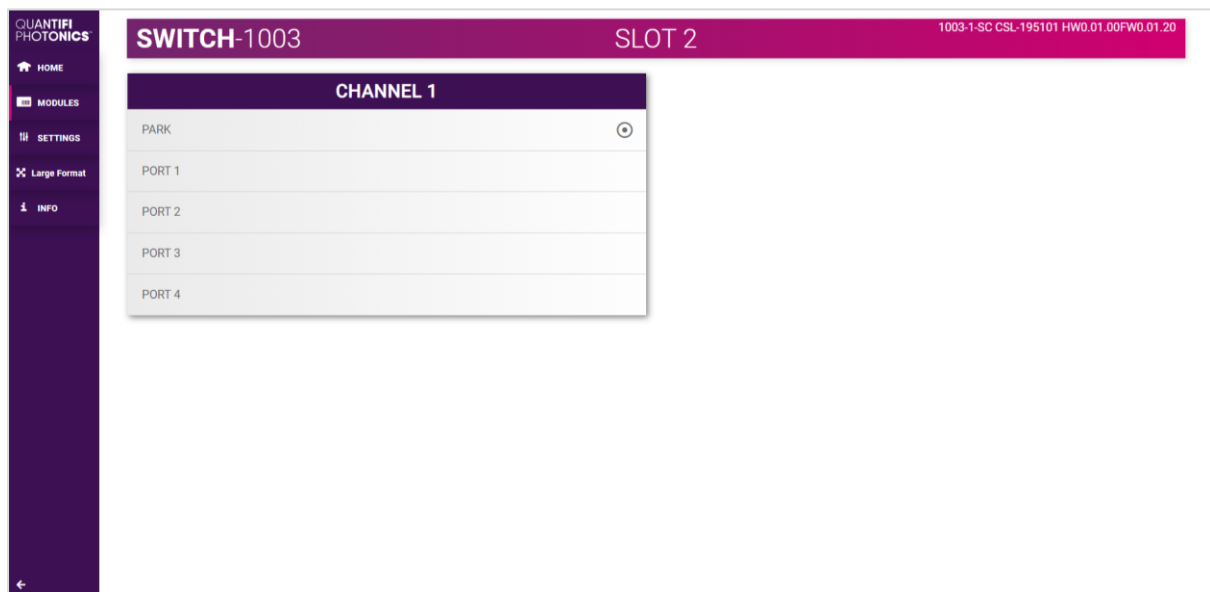 QUANTIFI
PHOTONICS
HOME
MODULES
SETTINGS
Large Format
INFO
SWITCH-1003
SLOT 2
1003-1-SC CSL-195101 HW0.01.00FW0.01.20
CHANNEL 1
PARK
PORT 1
PORT 2
PORT 3
PORT 4